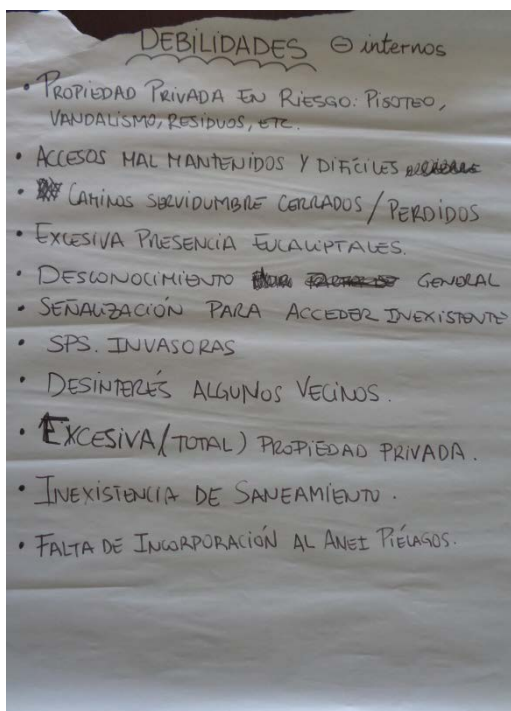 DEBILIDADES ⊖ internos
• PROPIEDAD PRIVADA EN RIESGO: PISOTEO,
VANDALISMO, RESIDUOS, ETC.
• ACCESOS MAL MANTENIDOS Y DIFÍCILES
• CAMINOS SERVIDUMBRE CERRADOS / PERDIDOS
• EXCESIVA PRESENCIA EUCALIPTALES.
• DESCONOCIMIENTO GENERAL
• SEÑALIZACIÓN PARA ACCEDER INEXISTENTE
• SPS. INVASORAS
• DESINTERÉS ALGUNOS VECINOS.
• EXCESIVA (TOTAL) PROPIEDAD PRIVADA.
• INEXISTENCIA DE SANEAMIENTO.
• FALTA DE INCORPORACIÓN AL ANEI PIÉLAGOS.